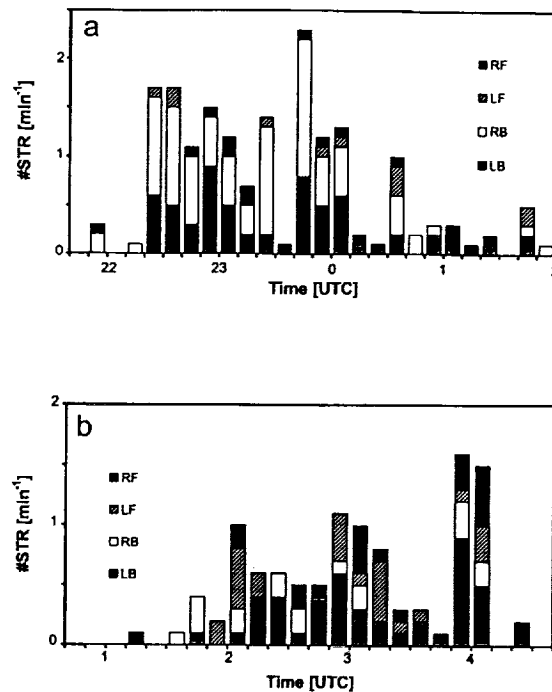 a
2
1
0
#STR [min-1]
RF
LF
RB
LB
22 23 0 1 2
Time [UTC]
b
2
1
0
#STR [min-1]
RF
LF
RB
LB
1 2 3 4
Time [UTC]